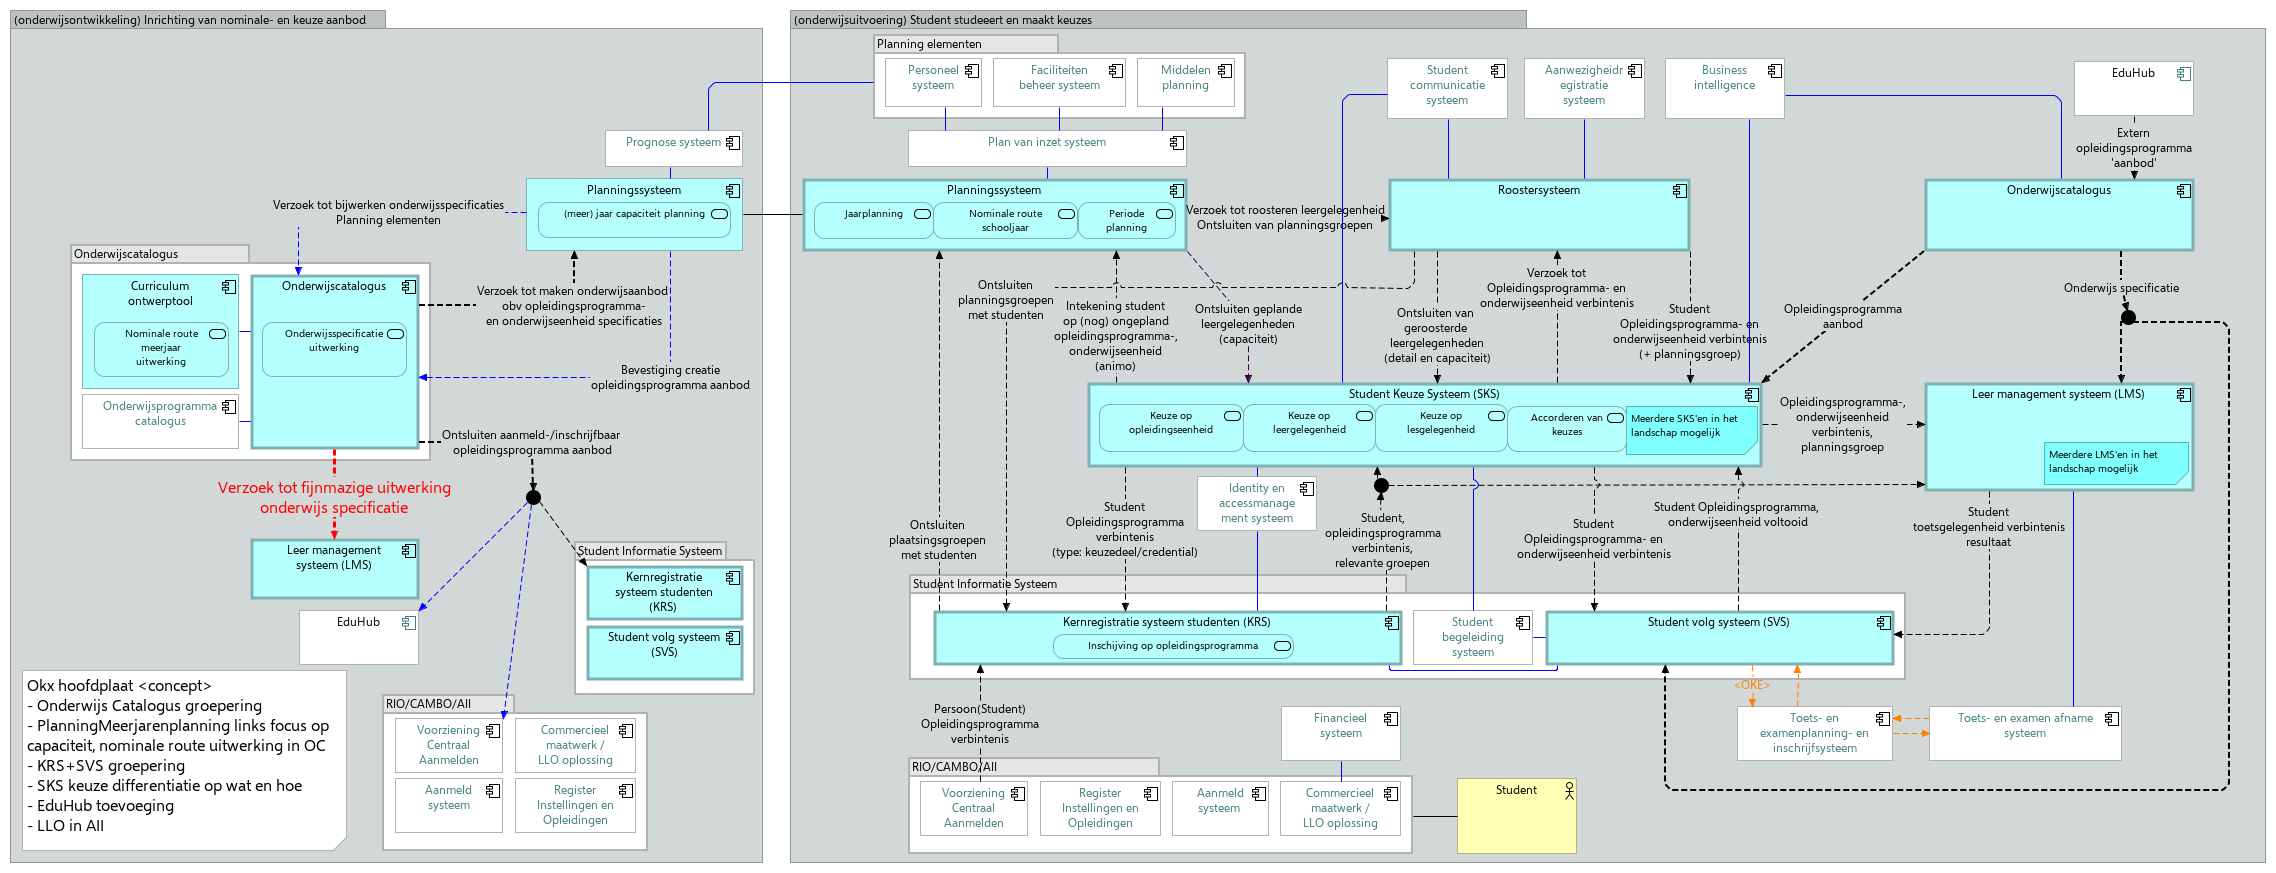 (onderwijsontwikkeling) Inrichting van nominale- en keuze aanbod
Prognose systeem
Planningssysteem
(meer) jaar capaciteit planning
Verzoek tot bijwerken onderwijsspecificaties
Planning elementen
Onderwijscatalogus
Curriculum
ontwerptool
Nominale route
meerjaar
uitwerking
Onderwijsprogramma
catalogus
Onderwijscatalogus
Onderwijsspecificatie
uitwerking
Verzoek tot maken onderwijsaanbod
obv opleidingsprogramma-
en onderwijseenheid specificaties
Bevestiging creatie
opleidingsprogramma aanbod
Ontsluiten aanmeld-/inschrijfbaar
opleidingsprogramma aanbod
Verzoek tot fijnmazige uitwerking
onderwijs specificatie
Leer management
systeem (LMS)
EduHub
Student Informatie Systeem
Kernregistratie
systeem studenten
(KRS)
Student volg systeem
(SVS)
RIO/CAMBO/AII
Voorziening
Centraal
Aanmelden
Commercieel
maatwerk /
LLO oplossing
Aanmeld
systeem
Register
Instellingen en
Opleidingen
Okx hoofdplaat <concept>
- Onderwijs Catalogus groepering
- PlanningMeerjarenplanning links focus op
capaciteit, nominale route uitwerking in OC
- KRS+SVS groepering
- SKS keuze differentiatie op wat en hoe
- EduHub toevoeging
- LLO in AII
(onderwijsuitvoering) Student studeeert en maakt keuzes
Planning elementen
Personeel
systeem
Faciliteiten
beheer systeem
Middelen
planning
Plan van inzet systeem
Planningssysteem
Jaarplanning
Nominale route
schooljaar
Periode
planning
Student
communicatie
systeem
Aanwezigheidr
egistratie
systeem
Business
intelligence
EduHub
Extern
opleidingsprogramma
'aanbod'
Verzoek tot roosteren leergelegenheid
Ontsluiten van planningsgroepen
Roostersysteem
Onderwijscatalogus
Ontsluiten
planningsgroepen
met studenten
Intekening student
op (nog) ongepland
opleidingsprogramma-,
onderwijseenheid
(animo)
Ontsluiten geplande
leergelegenheden
(capaciteit)
Ontsluiten van
geroosterde
leergelegenheden
(detail en capaciteit)
Verzoek tot
Opleidingsprogramma- en
onderwijseenheid verbintenis
Student
Opleidingsprogramma- en
onderwijseenheid verbintenis
(+ planningsgroep)
Opleidingsprogramma
aanbod
Onderwijs specificatie
Student Keuze Systeem (SKS)
Keuze op
opleidingseenheid
Keuze op
leergelegenheid
Keuze op
lesgelegenheid
Accorderen van
keuzes
Meerdere SKS'en in het
landschap mogelijk
Opleidingsprogramma-,
onderwijseenheid
verbintenis,
planningsgroep
Leer management systeem (LMS)
Meerdere LMS'en in het
landschap mogelijk
Ontsluiten
plaatsingsgroepen
met studenten
Student
Opleidingsprogramma
verbintenis
(type: keuzedeel/credential)
Identity en
accessmanage
ment systeem
Student,
opleidingsprogramma
verbintenis,
relevante groepen
Student
Opleidingsprogramma- en
onderwijseenheid verbintenis
Student Opleidingsprogramma,
onderwijseenheid voltooid
Student
toetsgelegenheid verbintenis
resultaat
Student Informatie Systeem
Kernregistratie systeem studenten (KRS)
Inschijving op opleidingsprogramma
Student
begeleiding
systeem
Student volg systeem (SVS)
<OKE>
Toets- en
examenplanning- en
inschrijfsysteem
Toets- en examen afname
systeem
Persoon(Student)
Opleidingsprogramma
verbintenis
Financieel
systeem
RIO/CAMBO/AII
Voorziening
Centraal
Aanmelden
Register
Instellingen en
Opleidingen
Aanmeld
systeem
Commercieel
maatwerk /
LLO oplossing
Student